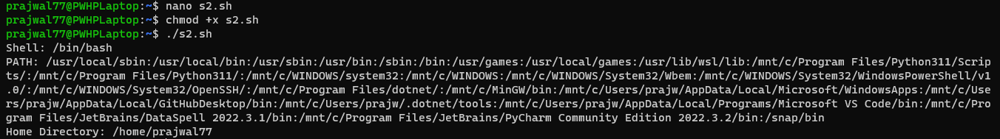 prajwal77@PWHPLaptop:~$ nano s2.sh
prajwal77@PWHPLaptop:~$ chmod +x s2.sh
prajwal77@PWHPLaptop:~$ ./s2.sh
Shell: /bin/bash
PATH: /usr/local/sbin:/usr/local/bin:/usr/sbin:/usr/bin:/sbin:/bin:/usr/games:/usr/local/games:/usr/lib/wsl/lib:/mnt/c/Program Files/Python311/Scrip
ts/:/mnt/c/Program Files/Python311/:/mnt/c/WINDOWS/system32:/mnt/c/WINDOWS:/mnt/c/WINDOWS/System32/Wbem:/mnt/c/WINDOWS/System32/WindowsPowerShell/v1
.0/:/mnt/c/WINDOWS/System32/OpenSSH/:/mnt/c/Program Files/dotnet/:/mnt/c/MinGW/bin:/mnt/c/Users/prajw/AppData/Local/Microsoft/WindowsApps:/mnt/c/Use
rs/prajw/AppData/Local/GitHubDesktop/bin:/mnt/c/Users/prajw/.dotnet/tools:/mnt/c/Users/prajw/AppData/Local/Programs/Microsoft VS Code/bin:/mnt/c/Pro
gram Files/JetBrains/DataSpell 2022.3.1/bin:/mnt/c/Program Files/JetBrains/PyCharm Community Edition 2022.3.2/bin:/snap/bin
Home Directory: /home/prajwal77